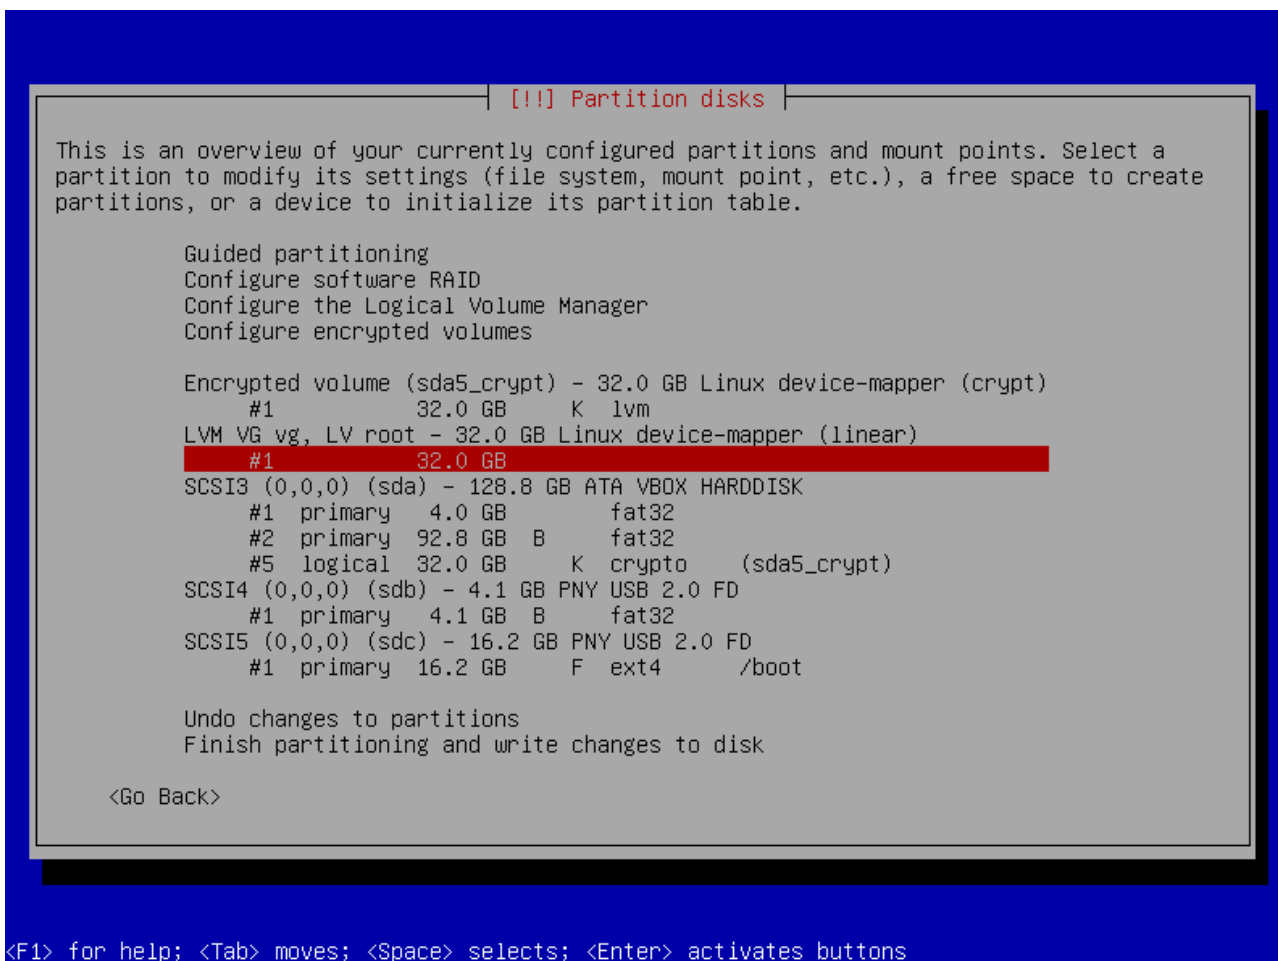 [!!] Partition disks
This is an overview of your currently configured partitions and mount points. Select a
partition to modify its settings (file system, mount point, etc.), a free space to create
partitions, or a device to initialize its partition table.
Guided partitioning
Configure software RAID
Configure the Logical Volume Manager
Configure encrypted volumes
Encrypted volume (sda5_crypt) – 32.0 GB Linux device-mapper (crypt)
#1 32.0 GB K lvm
LVM VG vg, LV root – 32.0 GB Linux device-mapper (linear)
#1 32.0 GB
SCSI3 (0,0,0) (sda) – 128.8 GB ATA VBOX HARDDISK
#1 primary 4.0 GB fat32
#2 primary 92.8 GB B fat32
#5 logical 32.0 GB K crypto (sda5_crypt)
SCSI4 (0,0,0) (sdb) – 4.1 GB PNY USB 2.0 FD
#1 primary 4.1 GB B fat32
SCSI5 (0,0,0) (sdc) – 16.2 GB PNY USB 2.0 FD
#1 primary 16.2 GB F ext4 /boot
Undo changes to partitions
Finish partitioning and write changes to disk
<Go Back>
<F1> for help; <Tab> moves; <Space> selects; <Enter> activates buttons